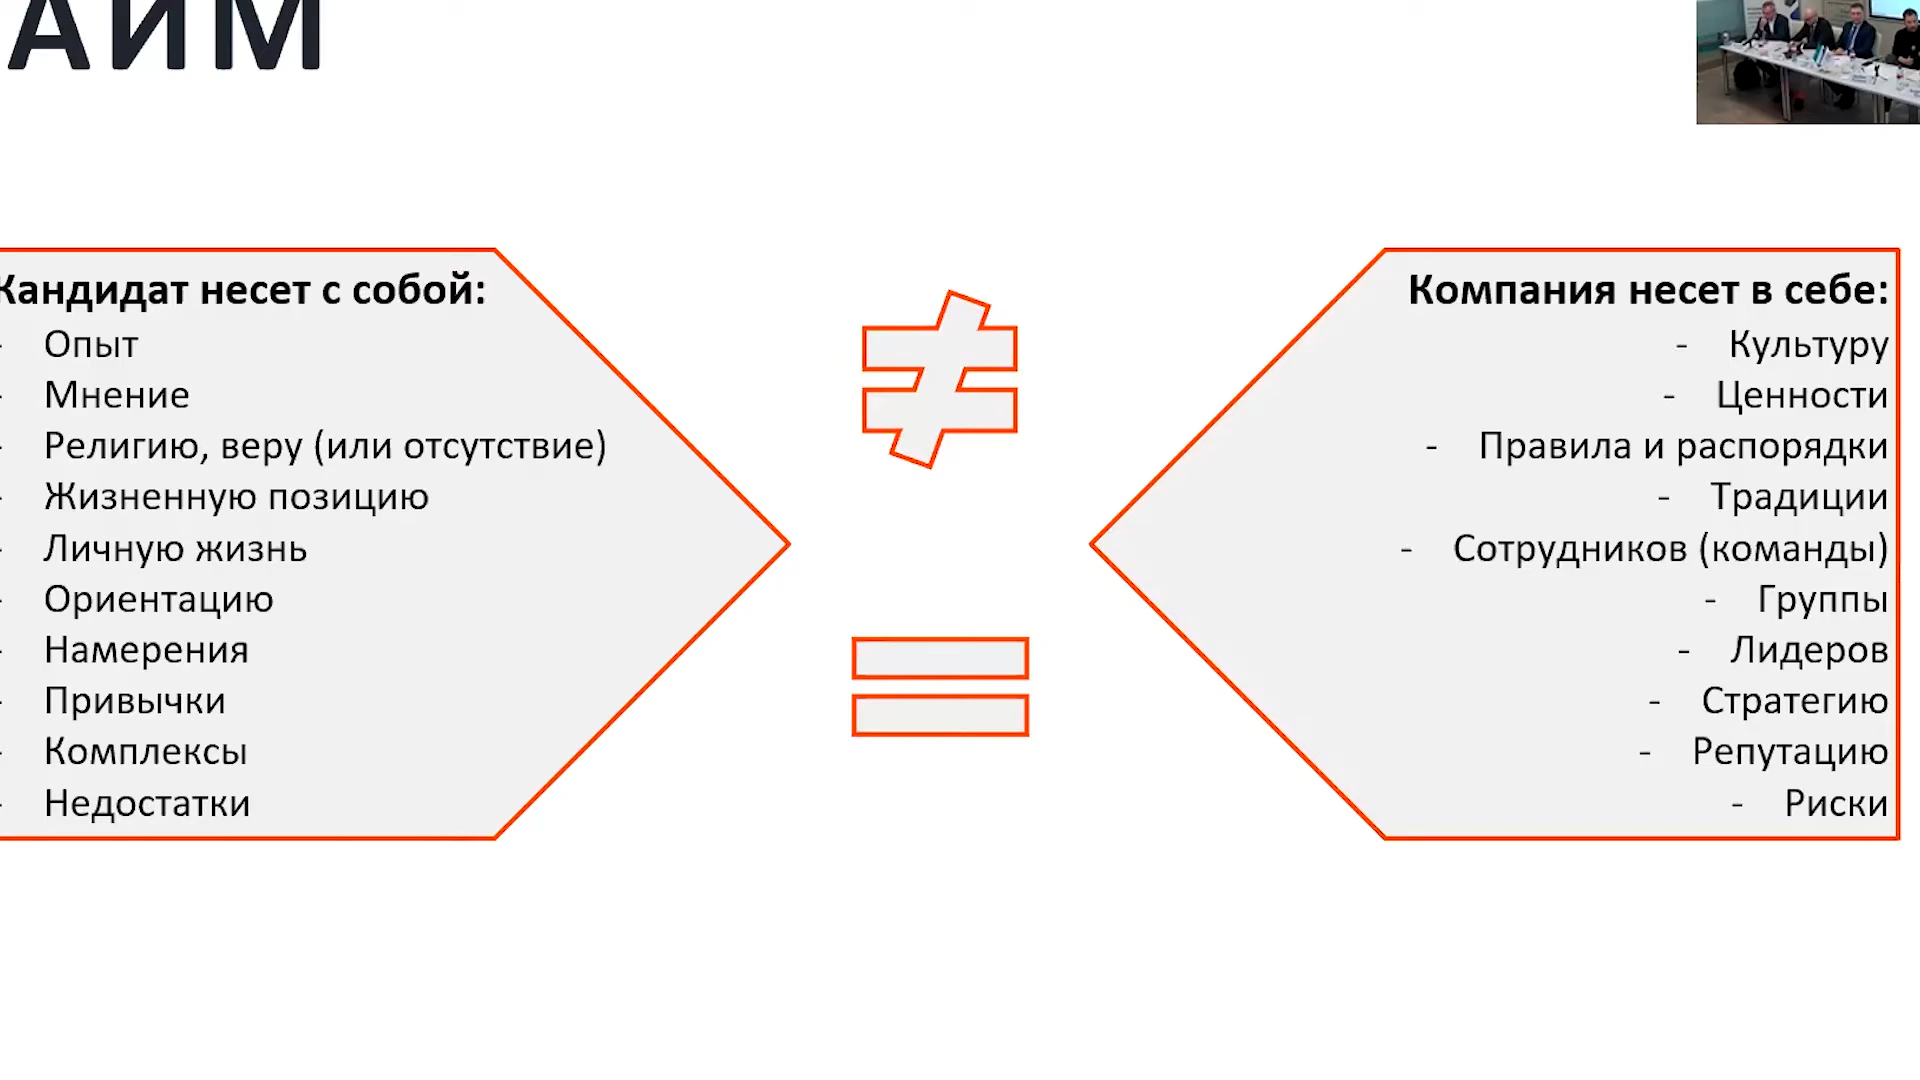 АЙМ
Кандидат несет с собой:
- Опыт
- Мнение
- Религию, веру (или отсутствие)
- Жизненную позицию
- Личную жизнь
- Ориентацию
- Намерения
- Привычки
- Комплексы
- Недостатки
≠
=
Компания несет в себе:
- Культуру
- Ценности
- Правила и распорядки
- Традиции
- Сотрудников (команды)
- Группы
- Лидеров
- Стратегию
- Репутацию
- Риски